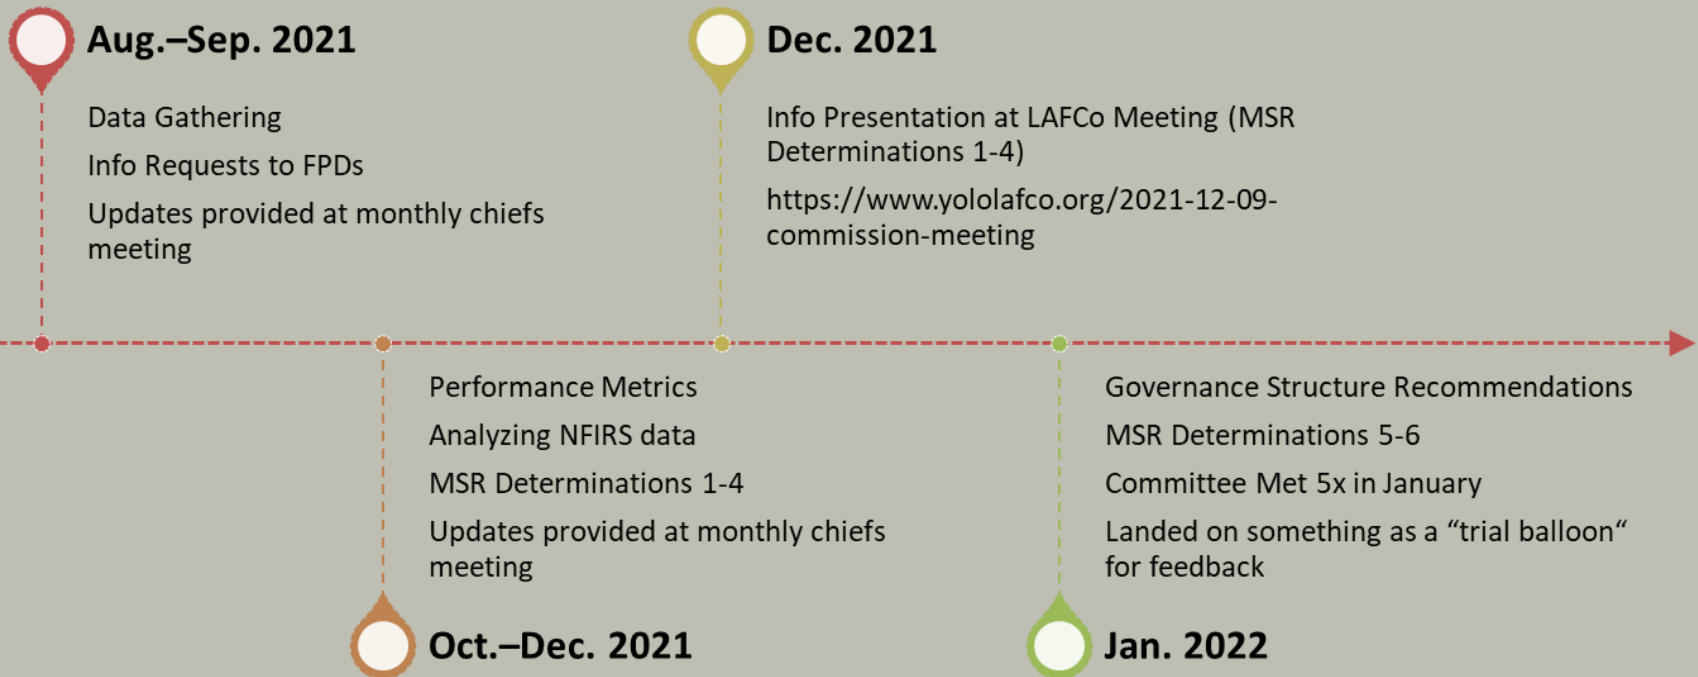 Aug.–Sep. 2021
Data Gathering
Info Requests to FPDs
Updates provided at monthly chiefs
meeting
Performance Metrics
Analyzing NFIRS data
MSR Determinations 1-4
Updates provided at monthly chiefs
meeting
Oct.–Dec. 2021
Dec. 2021
Info Presentation at LAFCo Meeting (MSR
Determinations 1-4)
https://www.yololafco.org/2021-12-09-
commission-meeting
Governance Structure Recommendations
MSR Determinations 5-6
Committee Met 5x in January
Landed on something as a “trial balloon“
for feedback
Jan. 2022